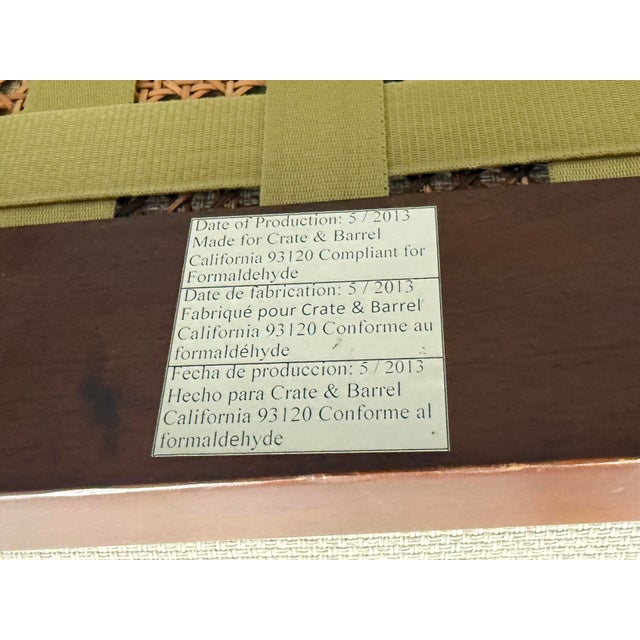 Date of Production: 5 / 2013
Made for Crate & Barrel
California 93120 Compliant for
Formaldehyde
Date de fabrication: 5 / 2013
Fabriqué pour Crate & Barrel
California 93120 Conforme au
formaldéhyde
Fecha de produccion: 5 / 2013
Hecho para Crate & Barrel
California 93120 Conforme al
formaldehyde